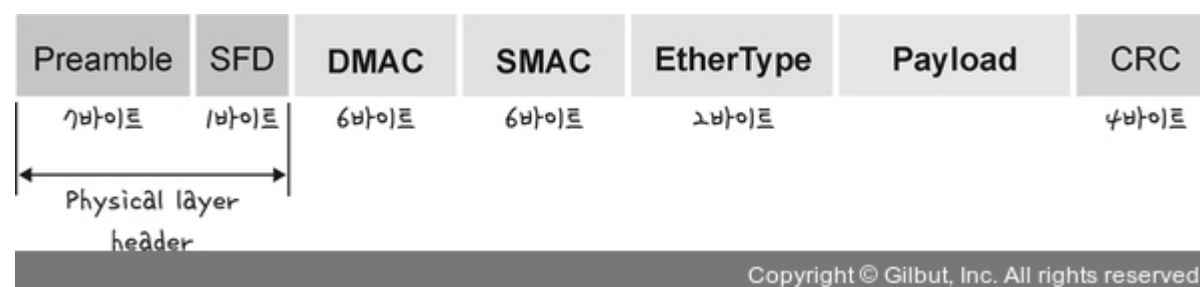 Preamble SFD DMAC SMAC EtherType Payload CRC
7바이트 1바이트 6바이트 6바이트 2바이트 4바이트
Physical layer
header
Copyright © Gilbut, Inc. All rights reserved